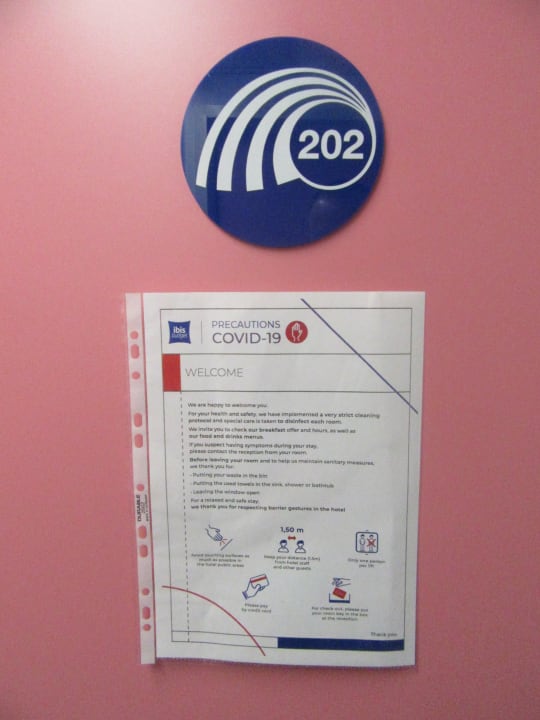 202
ibis
budget
PRECAUTIONS
COVID-19
WELCOME
We are happy to welcome you.
For your health and safety, we have implemented a very strict cleaning
protocol and special care is taken to disinfect each room.
We invite you to check our breakfast offer and hours, as well as
our food and drinks menus.
If you suspect having symptoms during your stay,
please contact the reception from your room.
Before leaving your room and to help us maintain sanitary measures,
we thank you for:
- Putting your waste in the bin
- Putting the used towels in the sink, shower or bathtub
- Leaving the window open
For a relaxed and safe stay,
we thank you for respecting barrier gestures in the hotel
Avoid touching surfaces as
much as possible in
the hotel public areas
1,50 m
Keep your distance (1.5m)
from hotel staff
and other guests
Only one person
per lift
Please pay
by credit card
For check-out, please put
your room key in the box
at the reception.
Thank you
DURABLE